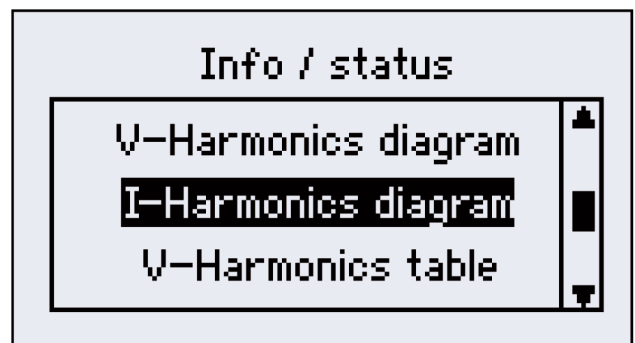 Info / status
V-Harmonics diagram
I-Harmonics diagram
V-Harmonics table